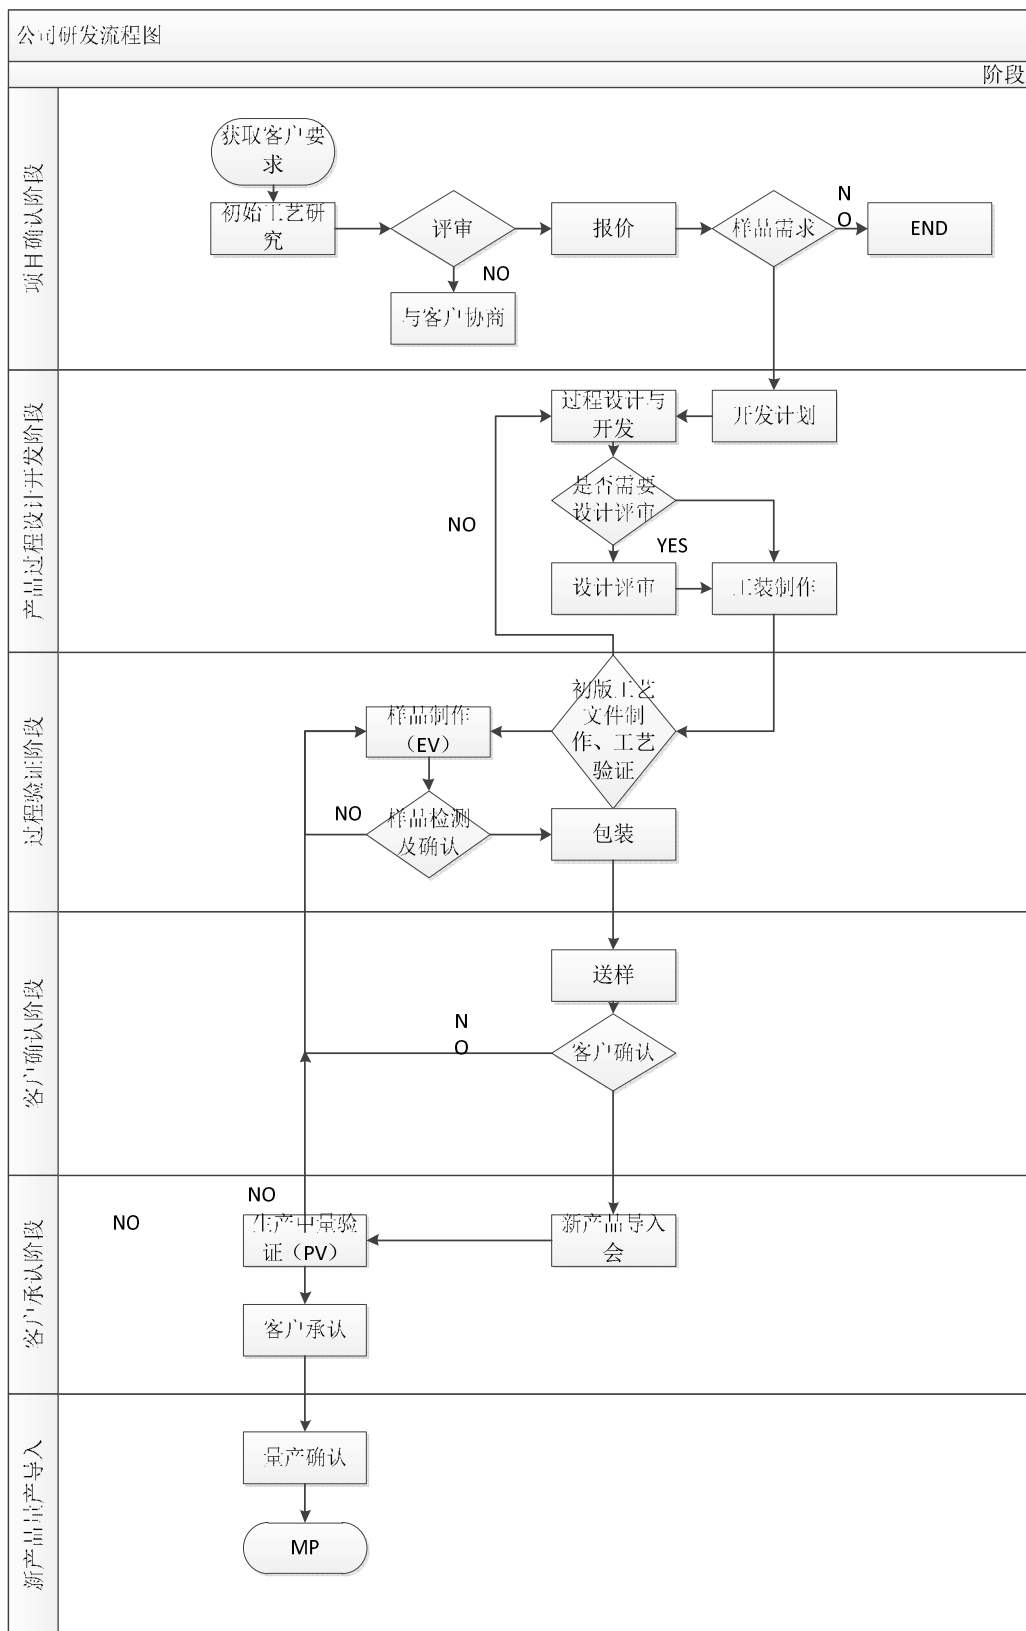 公司研发流程图
阶段
项目确认阶段
获取客户要
求
初始工艺研
究
评审
报价
样品需求
N
O
END
NO
与客户协商
产品过程设计开发阶段
过程设计与
开发
开发计划
是否需要
设计评审
NO
YES
设计评审
工装制作
过程验证阶段
样品制作
（EV）
初版工艺
文件制
作、工艺
验证
NO
样品检测
及确认
包装
客户确认阶段
送样
N
O
客户确认
客户承认阶段
NO
NO
生产中量验
证（PV）
新产品导入
会
客户承认
新产品量产导入
量产确认
MP